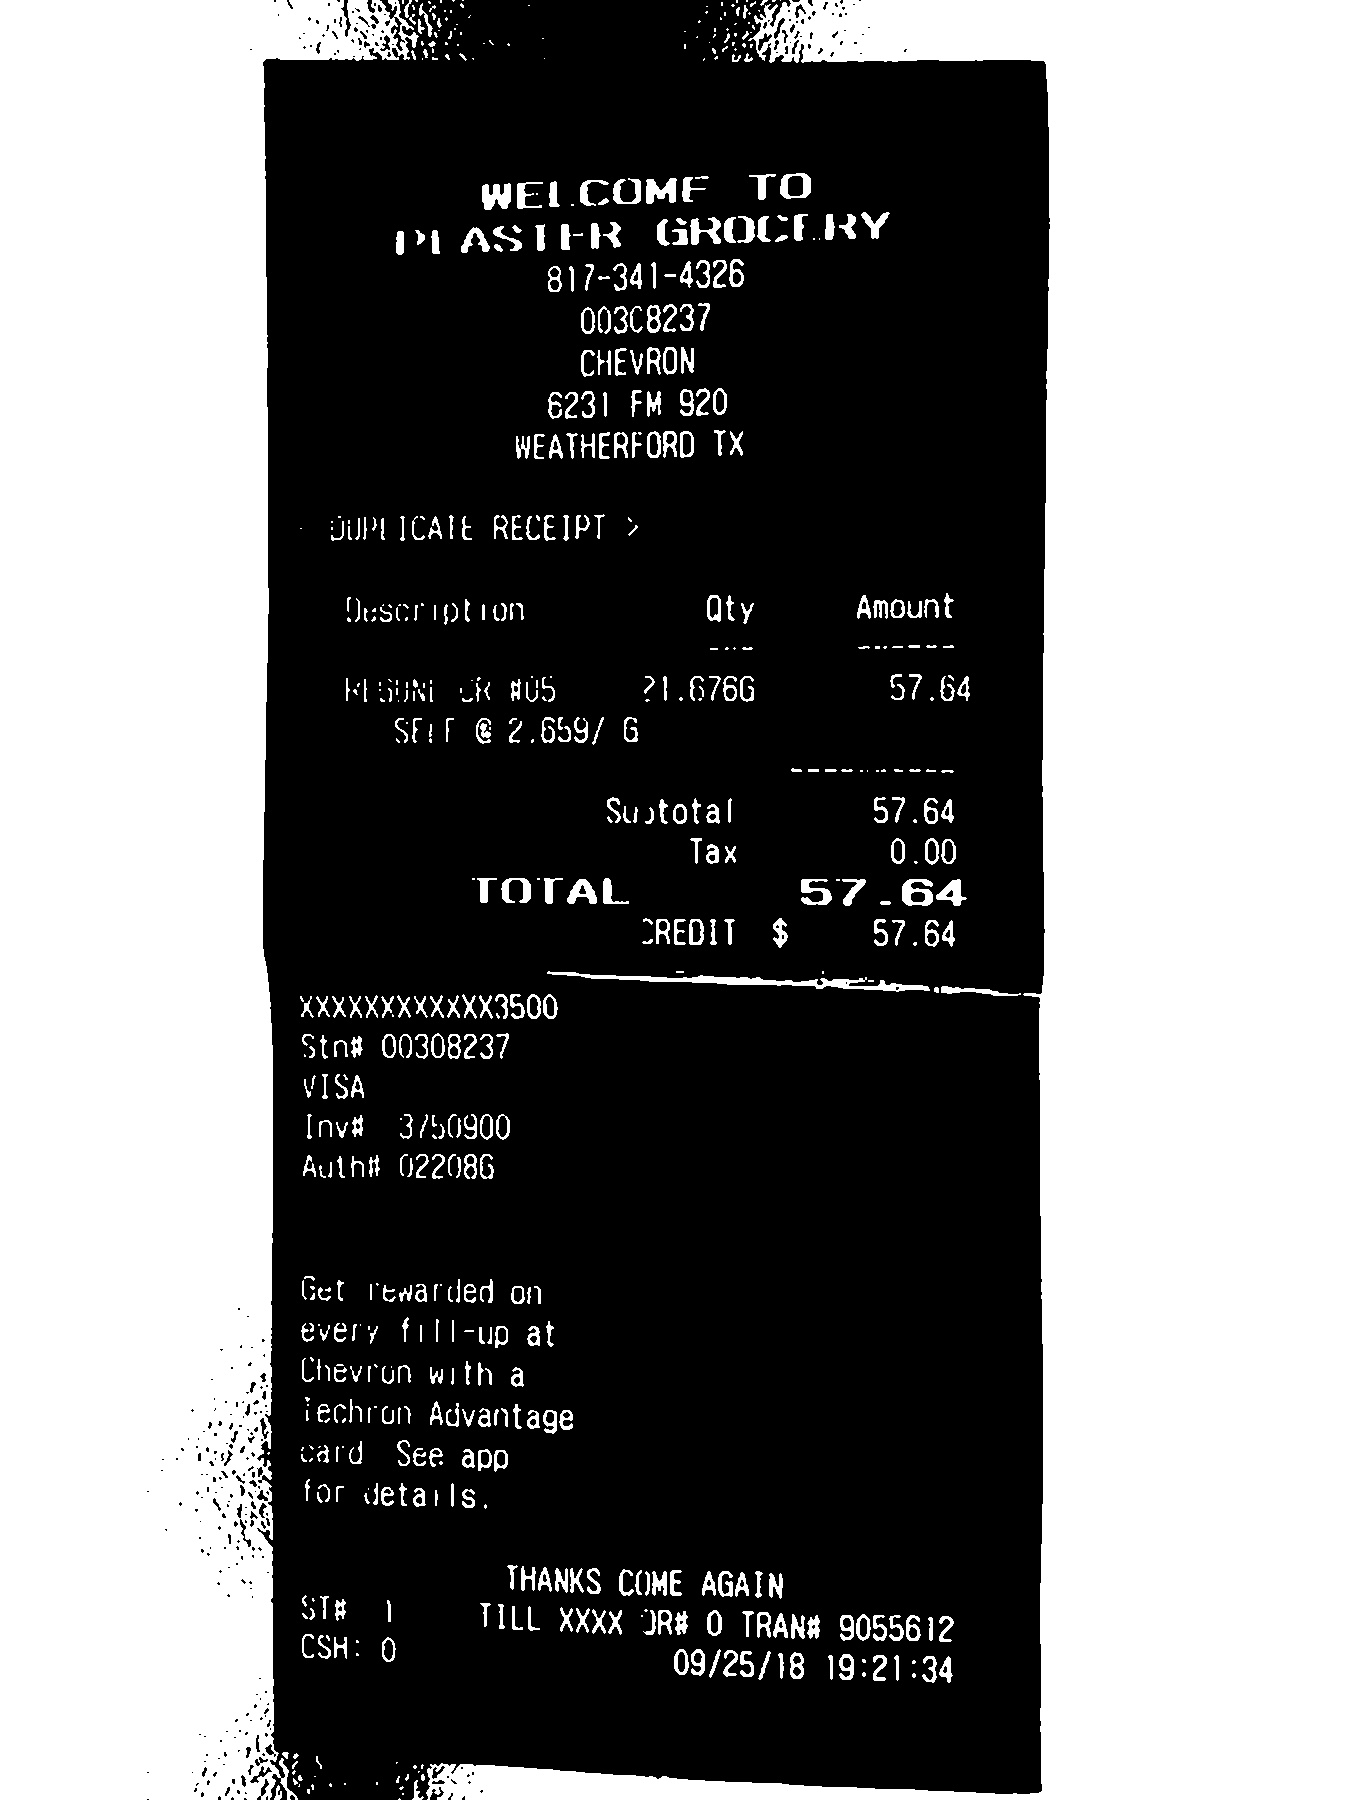 WELCOME TO
PLASTER GROCERY
817-341-4326
00308237
CHEVRON
6231 FM 920
WEATHERFORD TX
DUPLICATE RECEIPT >
Description Qty Amount
--- ------
REGUNL CR #05 21.676G 57.64
SELF @ 2.659/ G
----------
Subtotal 57.64
Tax 0.00
TOTAL 57.64
CREDIT $ 57.64
XXXXXXXXXXXX3500
Stn# 00308237
VISA
Inv# 3750900
Auth# 02208G
Get rewarded on
every fill-up at
Chevron with a
Techron Advantage
card See app
for details.
THANKS COME AGAIN
ST# 1 TILL XXXX DR# 0 TRAN# 9055612
CSH: 0 09/25/18 19:21:34